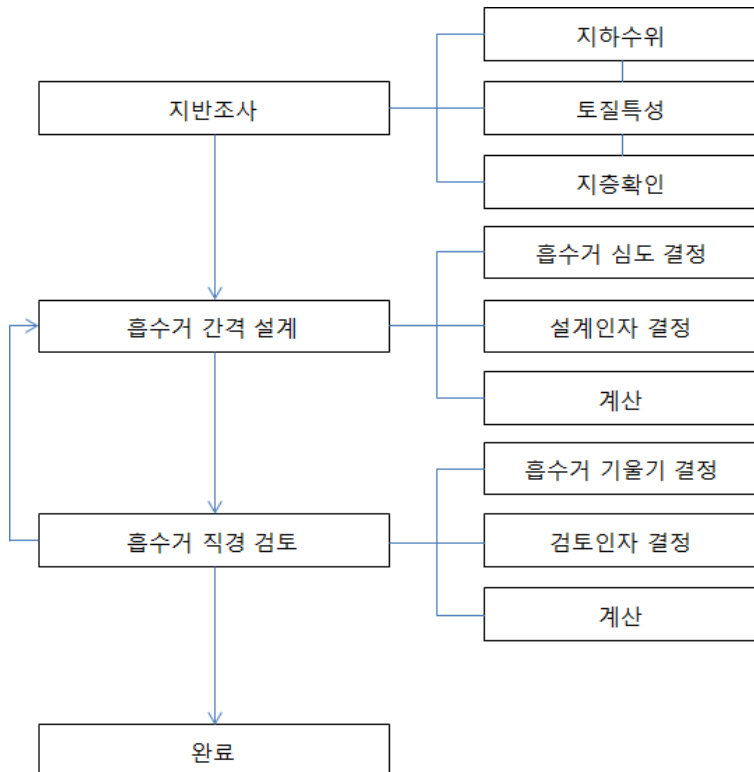 지하수위
지반조사
토질특성
지층확인
흡수거 심도 결정
흡수거 간격 설계
설계인자 결정
계산
흡수거 기울기 결정
흡수거 직경 검토
검토인자 결정
계산
완료